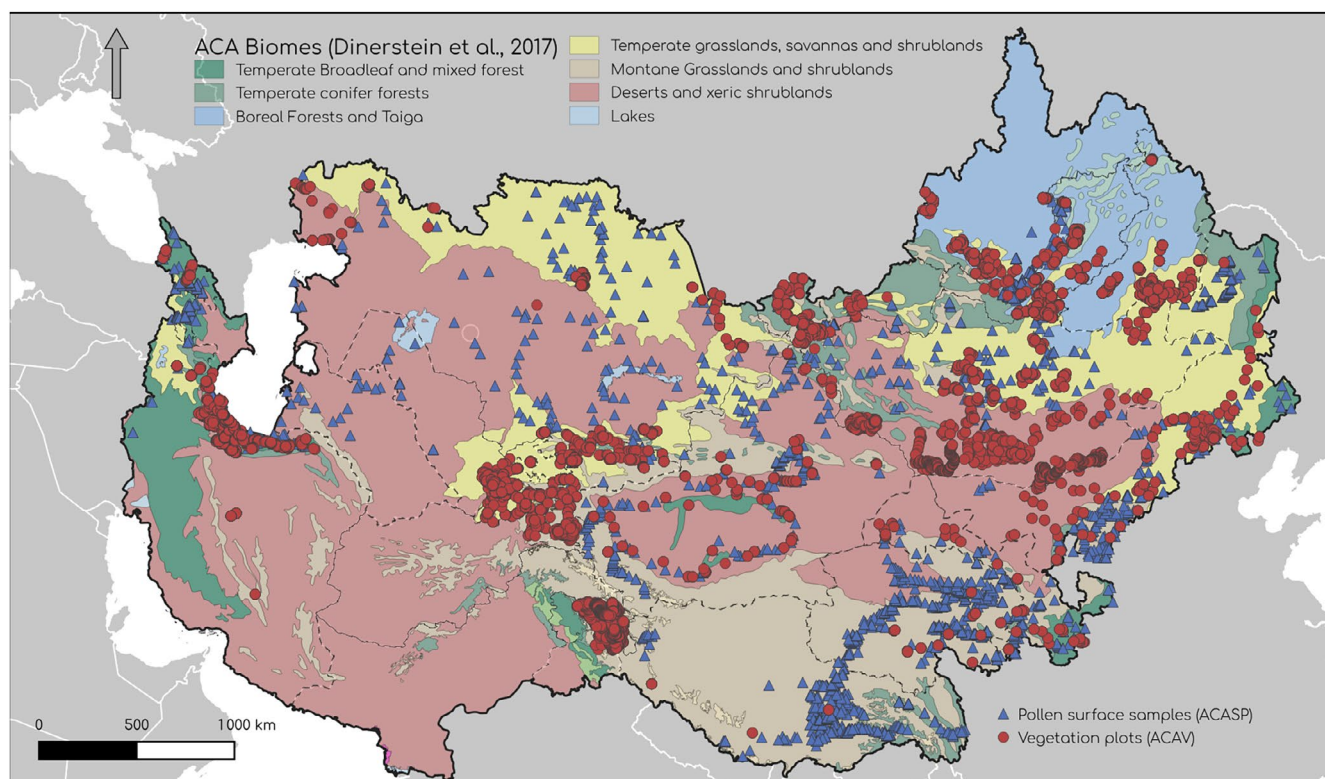 ACA Biomes (Dinerstein et al., 2017)
Temperate Broadleaf and mixed forest
Temperate conifer forests
Boreal Forests and Taiga
Temperate grasslands, savannas and shrublands
Montane Grasslands and shrublands
Deserts and xeric shrublands
Lakes
0 500 1000 km
Pollen surface samples (ACASP)
Vegetation plots (ACAV)